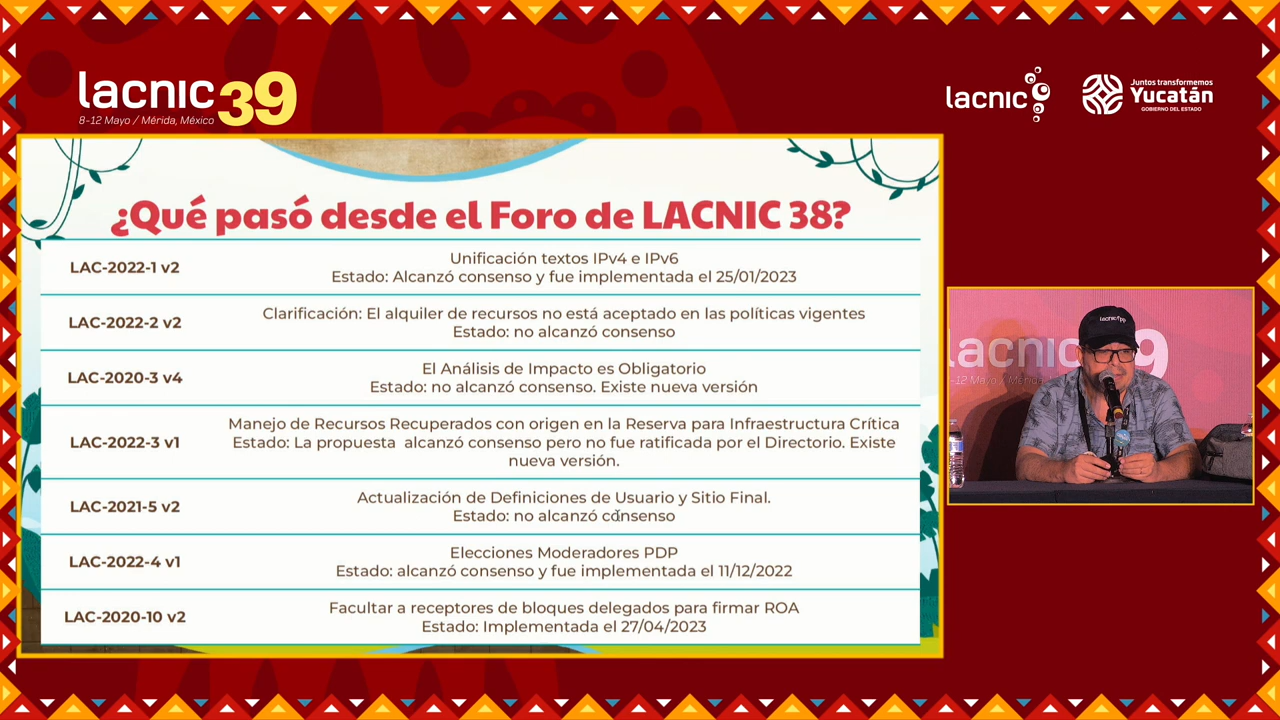 lacnic 39
8-12 Mayo / Mérida, México
lacnic
Juntos transformemos
Yucatán
GOBIERNO DEL ESTADO
¿Qué pasó desde el Foro de LACNIC 38?
LAC-2022-1 v2
Unificación textos IPv4 e IPv6
Estado: Alcanzó consenso y fue implementada el 25/01/2023
LAC-2022-2 v2
Clarificación: El alquiler de recursos no está aceptado en las políticas vigentes
Estado: no alcanzó consenso
LAC-2020-3 v4
El Análisis de Impacto es Obligatorio
Estado: no alcanzó consenso. Existe nueva versión
LAC-2022-3 v1
Manejo de Recursos Recuperados con origen en la Reserva para Infraestructura Crítica
Estado: La propuesta alcanzó consenso pero no fue ratificada por el Directorio. Existe
nueva versión.
LAC-2021-5 v2
Actualización de Definiciones de Usuario y Sitio Final.
Estado: no alcanzó consenso
LAC-2022-4 v1
Elecciones Moderadores PDP
Estado: alcanzó consenso y fue implementada el 11/12/2022
LAC-2020-10 v2
Facultar a receptores de bloques delegados para firmar ROA
Estado: Implementada el 27/04/2023
lacnic 9